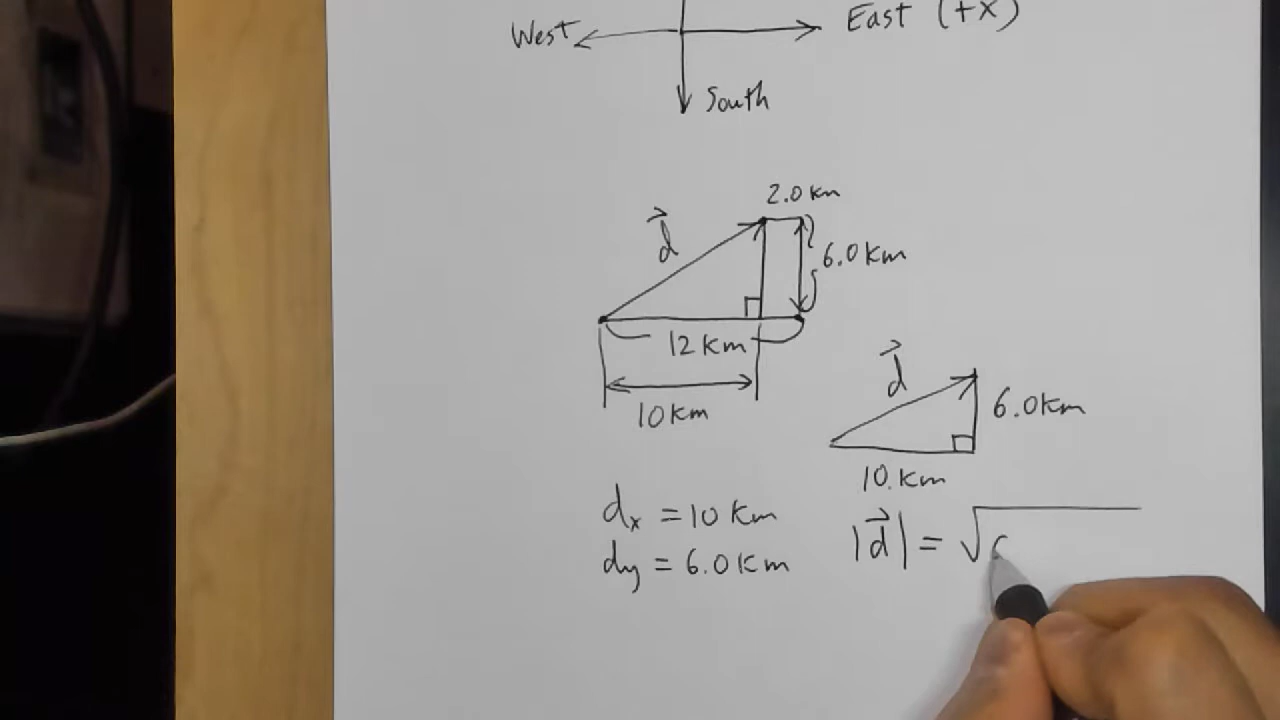 West East (+x)
South
2.0 km
d⃗
6.0 km
12 km
10 km
d⃗
6.0 km
10. km
dx = 10 km
dy = 6.0 km
|d⃗| = √